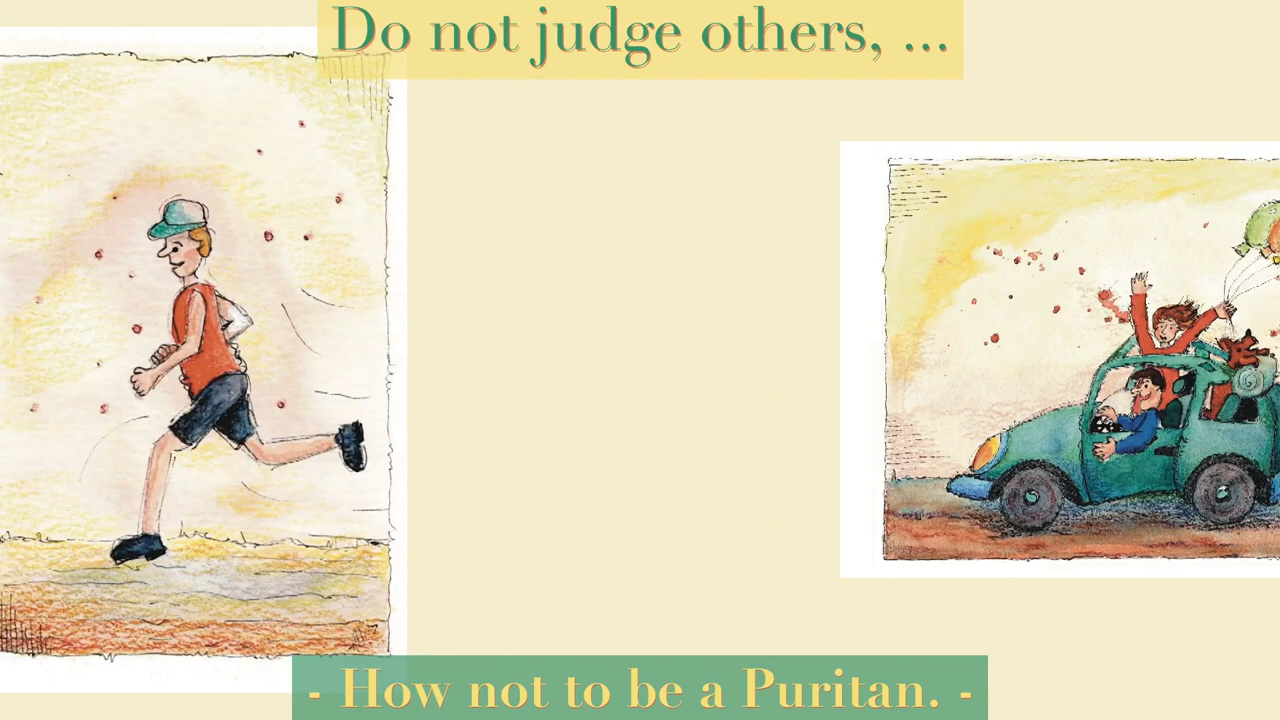 Do not judge others, ...
- How not to be a Puritan. -